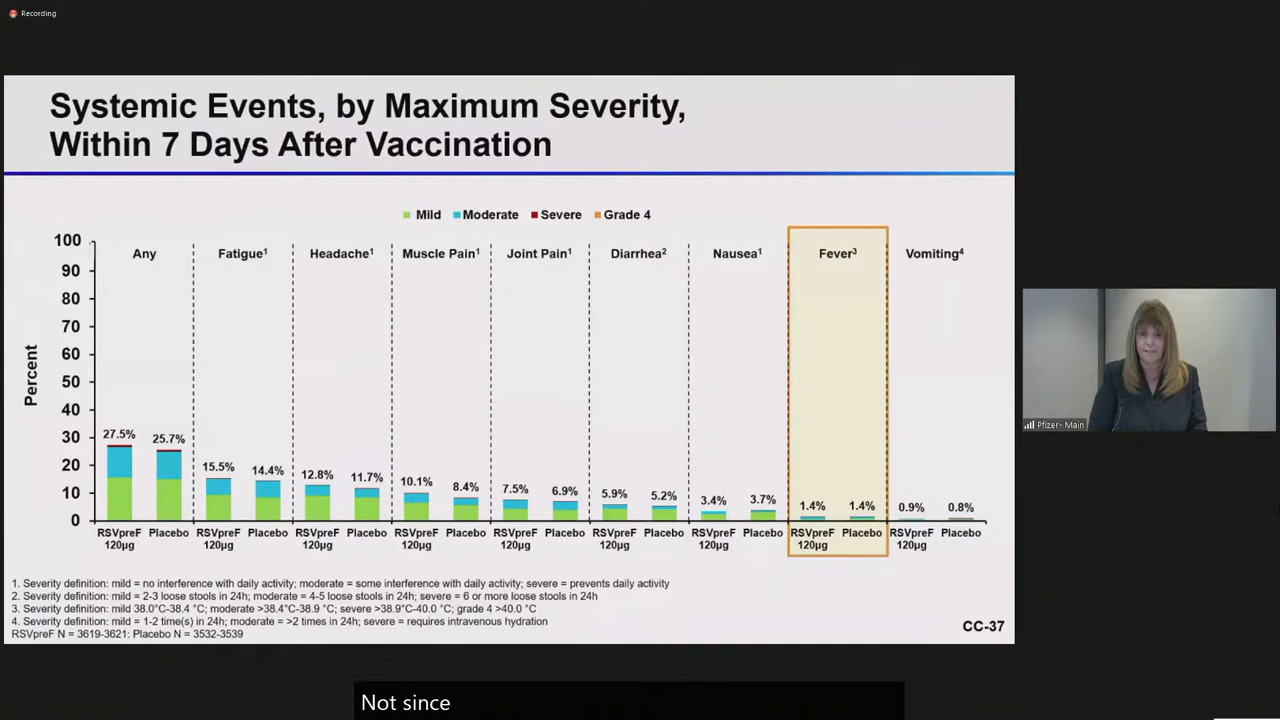 Recording
Systemic Events, by Maximum Severity,
Within 7 Days After Vaccination
Mild Moderate Severe Grade 4
Percent
100
90
80
70
60
50
40
30
20
10
0
Any Fatigue¹ Headache¹ Muscle Pain¹ Joint Pain¹ Diarrhea² Nausea¹ Fever³ Vomiting⁴
27.5% 25.7% 15.5% 14.4% 12.8% 11.7% 10.1% 8.4% 7.5% 6.9% 5.9% 5.2% 3.4% 3.7% 1.4% 1.4% 0.9% 0.8%
RSVpreF Placebo RSVpreF Placebo RSVpreF Placebo RSVpreF Placebo RSVpreF Placebo RSVpreF Placebo RSVpreF Placebo RSVpreF Placebo RSVpreF Placebo
120µg 120µg 120µg 120µg 120µg 120µg 120µg 120µg 120µg
1. Severity definition: mild = no interference with daily activity; moderate = some interference with daily activity; severe = prevents daily activity
2. Severity definition: mild = 2-3 loose stools in 24h; moderate = 4-5 loose stools in 24h; severe = 6 or more loose stools in 24h
3. Severity definition: mild 38.0°C-38.4 °C; moderate >38.4°C-38.9 °C; severe >38.9°C-40.0 °C; grade 4 >40.0 °C
4. Severity definition: mild = 1-2 time(s) in 24h; moderate = >2 times in 24h; severe = requires intravenous hydration
RSVpreF N = 3619-3621: Placebo N = 3532-3539
CC-37
Pfizer- Main
Not since